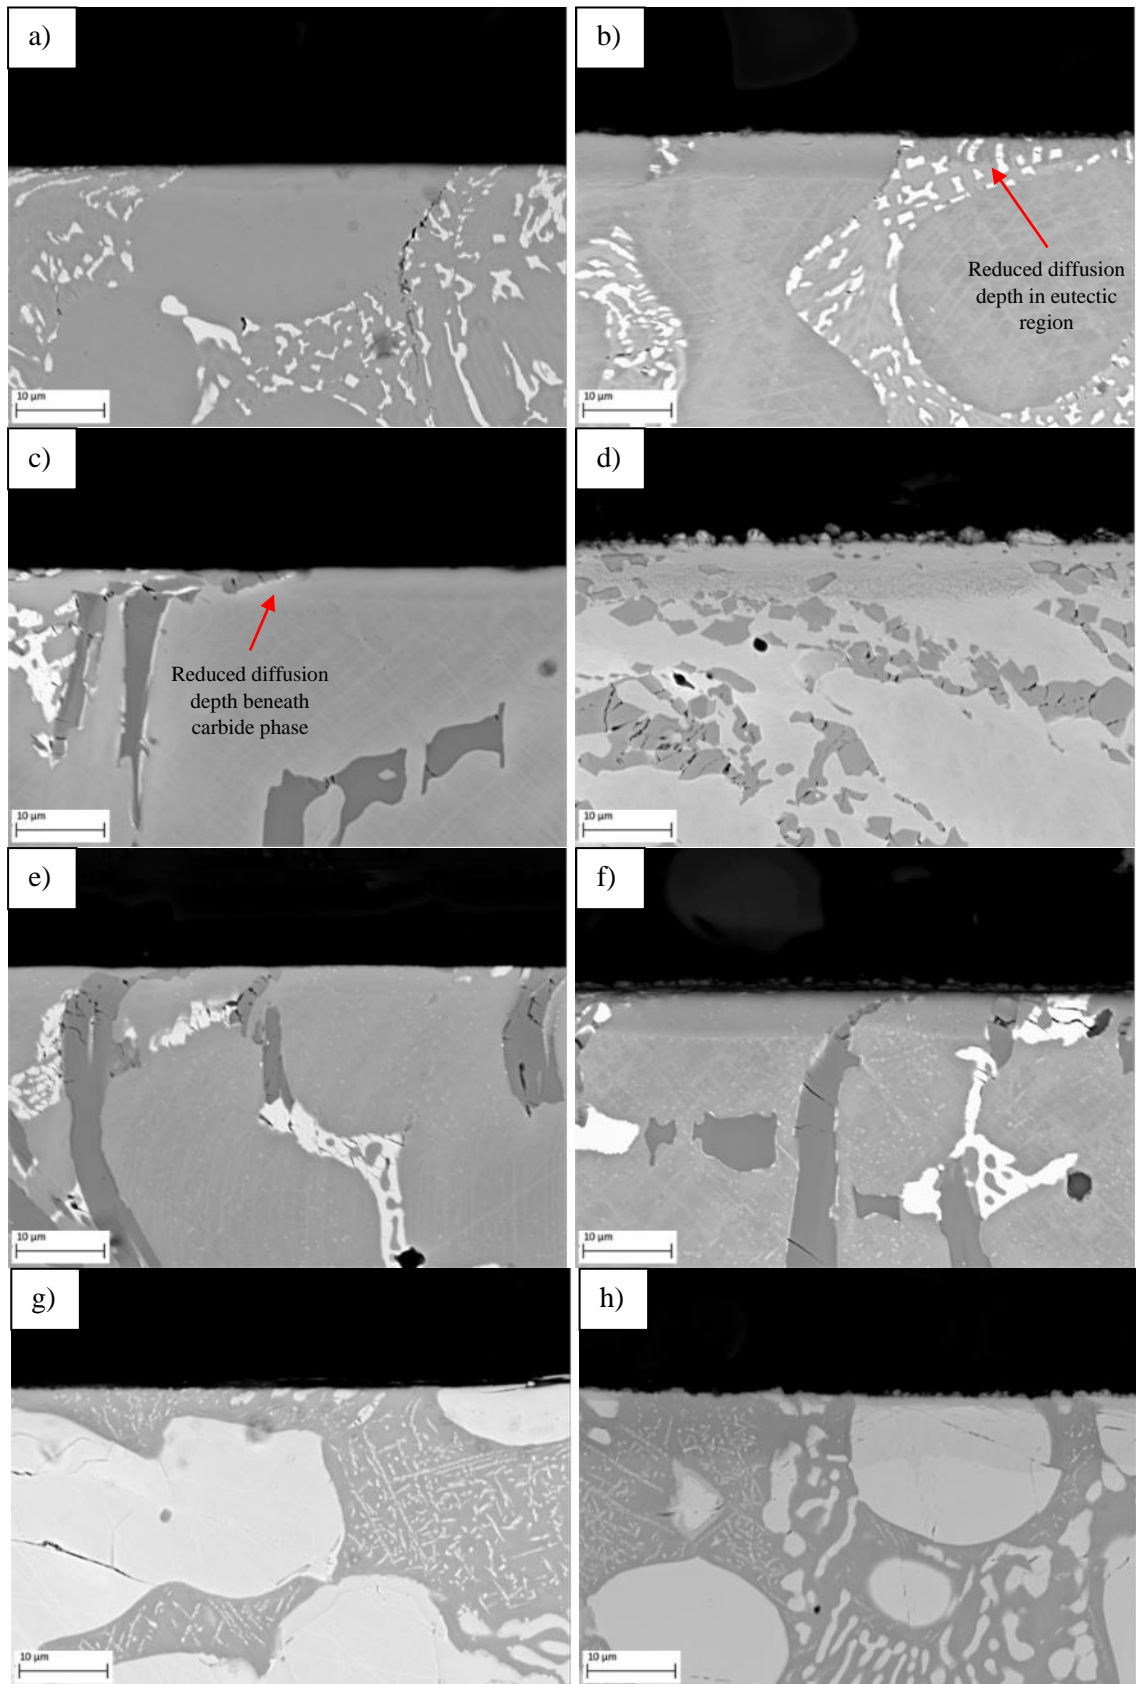 a)
b)
Reduced diffusion
depth in eutectic
region
10 µm
10 µm
c)
d)
Reduced diffusion
depth beneath
carbide phase
10 µm
10 µm
e)
f)
10 µm
10 µm
g)
h)
10 µm
10 µm